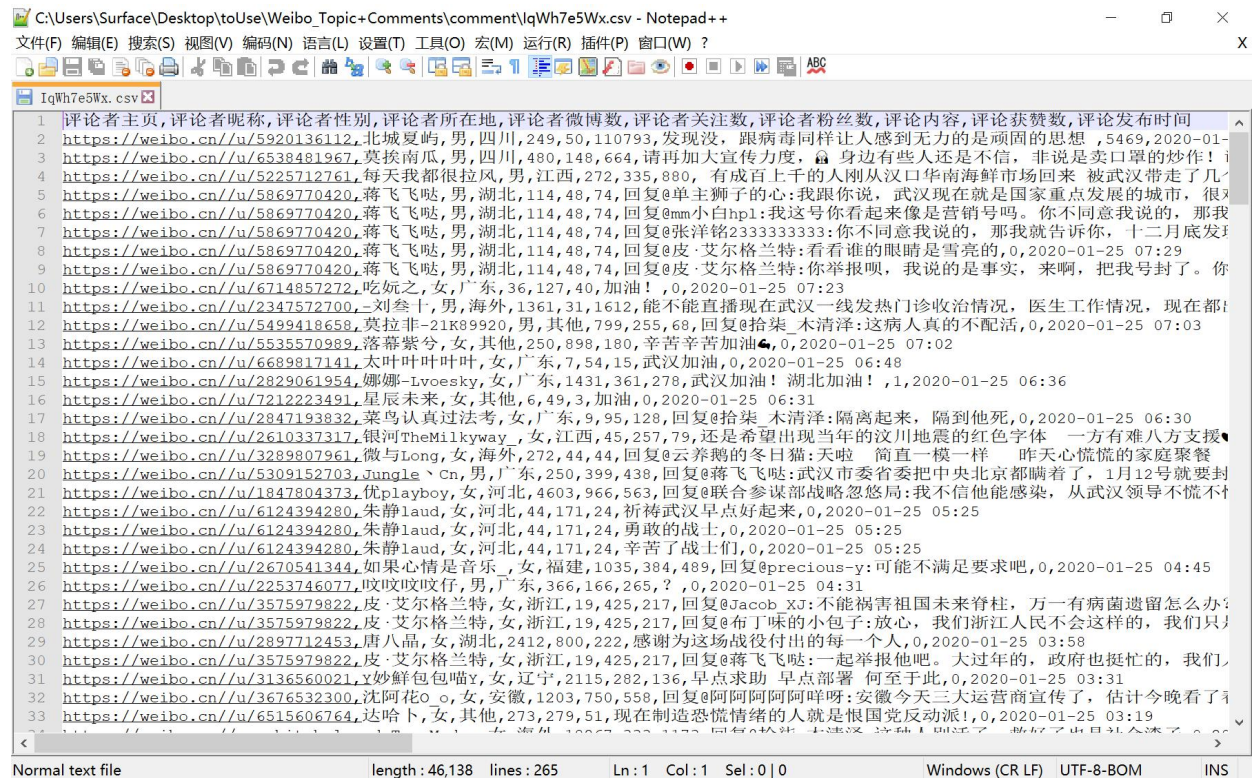 C:\Users\Surface\Desktop\toUse\Weibo_Topic+Comments\comment\IqWh7e5Wx.csv - Notepad++
文件(F) 编辑(E) 搜索(S) 视图(V) 编码(N) 语言(L) 设置(T) 工具(O) 宏(M) 运行(R) 插件(P) 窗口(W) ? X
IqWh7e5Wx.csv
1 评论者主页,评论者昵称,评论者性别,评论者所在地,评论者微博数,评论者关注数,评论者粉丝数,评论内容,评论获赞数,评论发布时间
2 https://weibo.cn//u/5920136112,北城夏屿,男,四川,249,50,110793,发现没，跟病毒同样让人感到无力的是顽固的思想 ,5469,2020-01-
3 https://weibo.cn//u/6538481967,莫挨南瓜,男,四川,480,148,664,请再加大宣传力度， 身边有些人还是不信，非说是卖口罩的炒作！
4 https://weibo.cn//u/5225712761,每天我都很拉风,男,江西,272,335,880, 有成百上千的人刚从汉口华南海鲜市场回来 被武汉带走了几
5 https://weibo.cn//u/5869770420,蒋飞飞哒,男,湖北,114,48,74,回复@单主狮子的心:我跟你说，武汉现在就是国家重点发展的城市，很
6 https://weibo.cn//u/5869770420,蒋飞飞哒,男,湖北,114,48,74,回复@mm小白hpl:我这号你看起来像是营销号吗。你不同意我说的，那我
7 https://weibo.cn//u/5869770420,蒋飞飞哒,男,湖北,114,48,74,回复@张洋铭2333333333:你不同意我说的，那我就告诉你，十二月底发
8 https://weibo.cn//u/5869770420,蒋飞飞哒,男,湖北,114,48,74,回复@皮·艾尔格兰特:看看谁的眼睛是雪亮的,0,2020-01-25 07:29
9 https://weibo.cn//u/5869770420,蒋飞飞哒,男,湖北,114,48,74,回复@皮·艾尔格兰特:你举报呗，我说的是事实，来啊，把我号封了。你
10 https://weibo.cn//u/6714857272,吃妧之,女,广东,36,127,40,加油！,0,2020-01-25 07:23
11 https://weibo.cn//u/2347572700,-刘叁十,男,海外,1361,31,1612,能不能直播现在武汉一线发热门诊收治情况，医生工作情况，现在都
12 https://weibo.cn//u/5499418658,莫拉非-21K89920,男,其他,799,255,68,回复@拾柒_木清泽:这病人真的不配活,0,2020-01-25 07:03
13 https://weibo.cn//u/5535570989,落幕紫兮,女,其他,250,898,180,辛苦辛苦加油💪,0,2020-01-25 07:02
14 https://weibo.cn//u/6689817141,太叶叶叶叶叶,女,广东,7,54,15,武汉加油,0,2020-01-25 06:48
15 https://weibo.cn//u/2829061954,娜娜-Lvoesky,女,广东,1431,361,278,武汉加油！湖北加油！,1,2020-01-25 06:36
16 https://weibo.cn//u/7212223491,星辰未来,女,其他,6,49,3,加油,0,2020-01-25 06:31
17 https://weibo.cn//u/2847193832,菜鸟认真过法考,女,广东,9,95,128,回复@拾柒_木清泽:隔离起来，隔到他死,0,2020-01-25 06:30
18 https://weibo.cn//u/2610337317,银河TheMilkyway_,女,江西,45,257,79,还是希望出现当年的汶川地震的红色字体 一方有难八方支援
19 https://weibo.cn//u/3289807961,微与Long,女,海外,272,44,44,回复@云养鹅的冬日猫:天啦 简直一模一样 昨天心慌慌的家庭聚餐
20 https://weibo.cn//u/5309152703,Jungle丶Cn,男,广东,250,399,438,回复@蒋飞飞哒:武汉市委省委把中央北京都瞒着了，1月12号就要封
21 https://weibo.cn//u/1847804373,优playboy,女,河北,4603,966,563,回复@联合参谋部战略忽悠局:我不信他能感染，从武汉领导不慌不
22 https://weibo.cn//u/6124394280,朱静laud,女,河北,44,171,24,祈祷武汉早点好起来,0,2020-01-25 05:25
23 https://weibo.cn//u/6124394280,朱静laud,女,河北,44,171,24,勇敢的战士,0,2020-01-25 05:25
24 https://weibo.cn//u/6124394280,朱静laud,女,河北,44,171,24,辛苦了战士们,0,2020-01-25 05:25
25 https://weibo.cn//u/2670541344,如果心情是音乐_,女,福建,1035,384,489,回复@precious-y:可能不满足要求吧,0,2020-01-25 04:45
26 https://weibo.cn//u/2253746077,哎哎哎哎仔,男,广东,366,166,265,?,0,2020-01-25 04:31
27 https://weibo.cn//u/3575979822,皮·艾尔格兰特,女,浙江,19,425,217,回复@Jacob_XJ:不能祸害祖国未来脊柱，万一有病菌遗留怎么办?
28 https://weibo.cn//u/3575979822,皮·艾尔格兰特,女,浙江,19,425,217,回复@布丁味的小包子:放心，我们浙江人民不会这样的，我们只
29 https://weibo.cn//u/2897712453,唐八晶,女,湖北,2412,800,222,感谢为这场战役付出的每一个人,0,2020-01-25 03:58
30 https://weibo.cn//u/3575979822,皮·艾尔格兰特,女,浙江,19,425,217,回复@蒋飞飞哒:一起举报他吧。大过年的，政府也挺忙的，我们
31 https://weibo.cn//u/3136560021,Y妙鲜包包喵Y,女,辽宁,2115,282,136,早点求助 早点部署 何至于此,0,2020-01-25 03:31
32 https://weibo.cn//u/3676532300,沈阿花O_o,女,安徽,1203,750,558,回复@阿阿阿阿阿咩呀:安徽今天三大运营商宣传了，估计今晚看了
33 https://weibo.cn//u/6515606764,达哈卜,女,其他,273,279,51,现在制造恐慌情绪的人就是恨国党反动派!,0,2020-01-25 03:19
Normal text file length : 46,138 lines : 265 Ln : 1 Col : 1 Sel : 0 | 0 Windows (CR LF) UTF-8-BOM INS